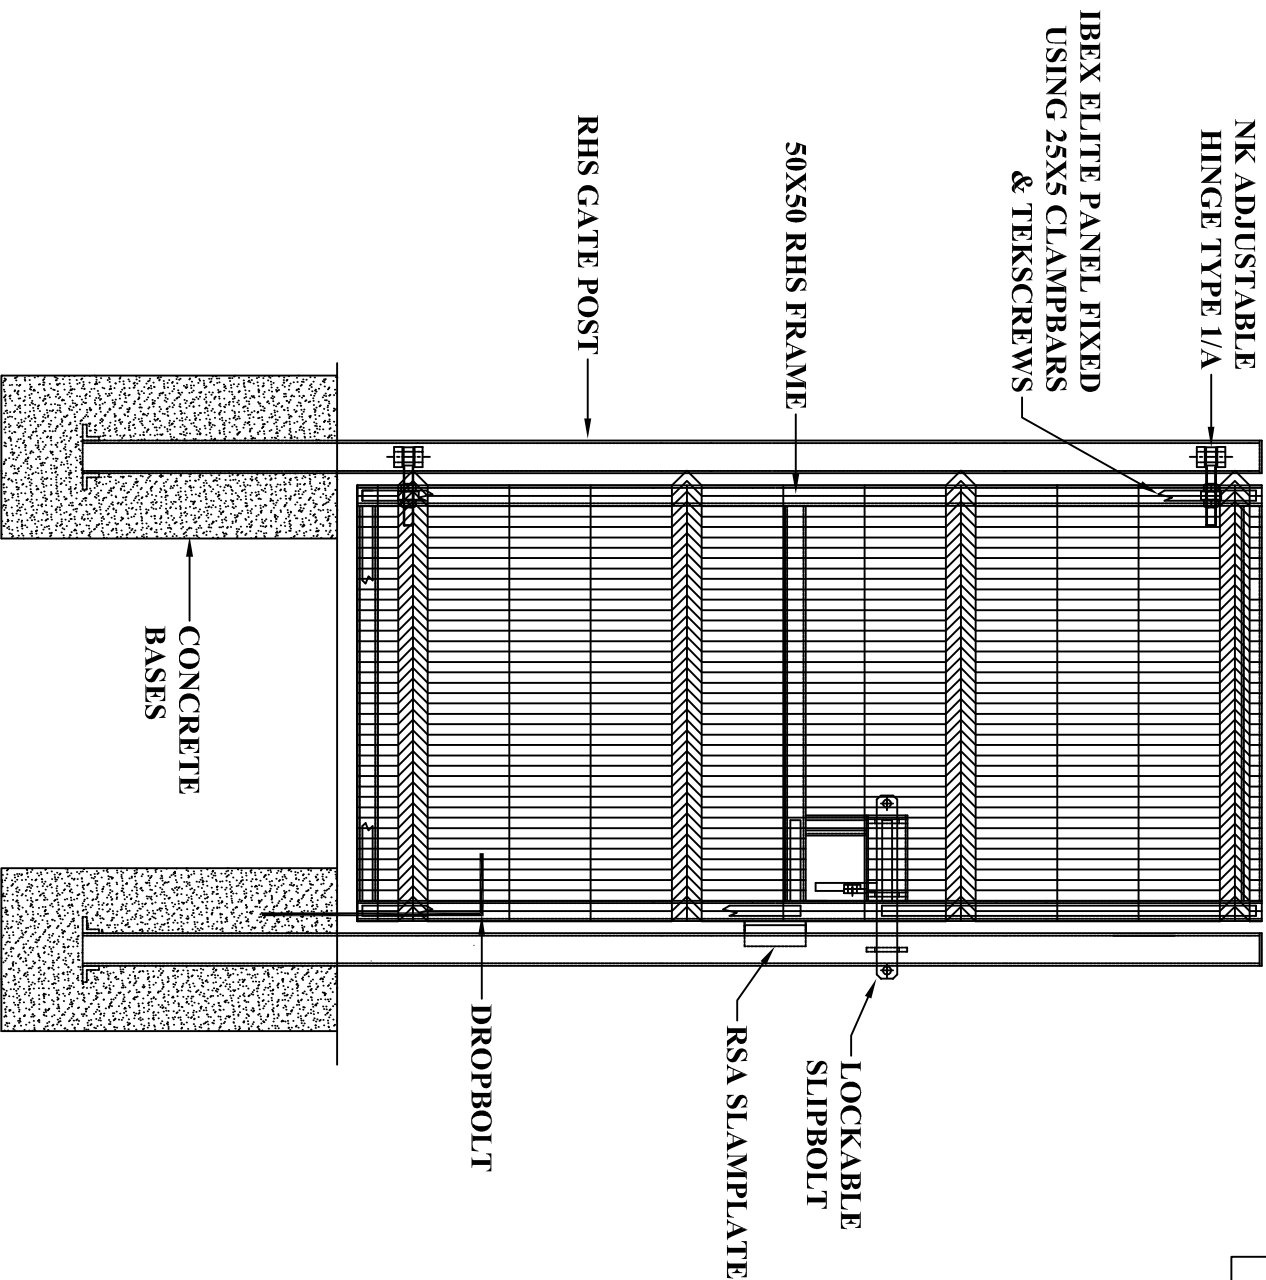 NK ADJUSTABLE
HINGE TYPE 1/A
IBEX ELITE PANEL FIXED
USING 25X5 CLAMPBARS
& TEKSCREWS
50X50 RHS FRAME
RHS GATE POST
CONCRETE
BASES
LOCKABLE
SLIPBOLT
RSA SLAMPLATE
DROPBOLT